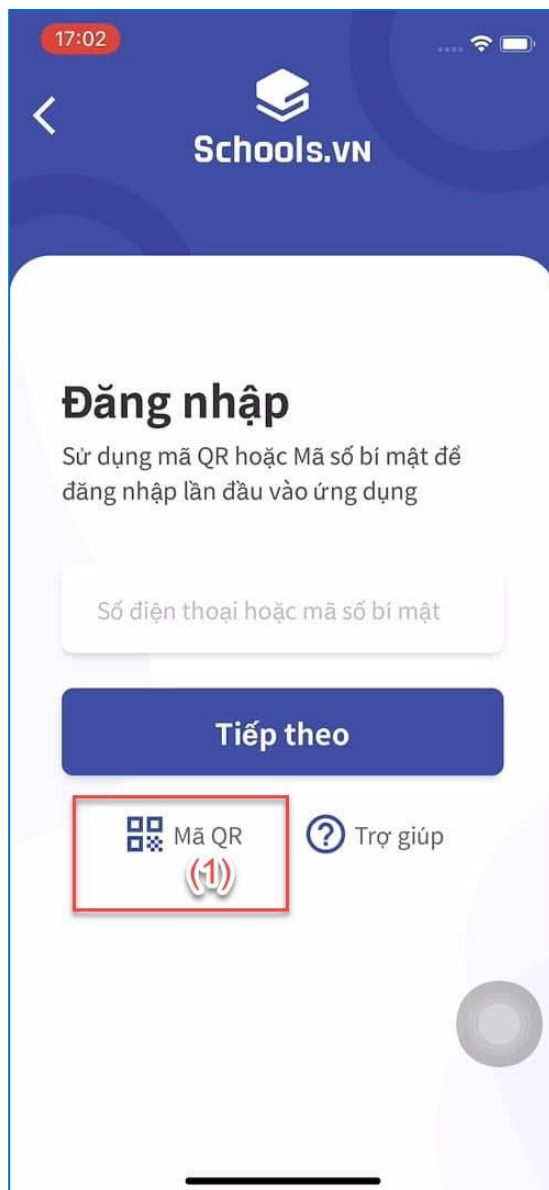 17:02
Schools.VN
Đăng nhập
Sử dụng mã QR hoặc Mã số bí mật để
đăng nhập lần đầu vào ứng dụng
Số điện thoại hoặc mã số bí mật
Tiếp theo
Mã QR
Trợ giúp
(1)